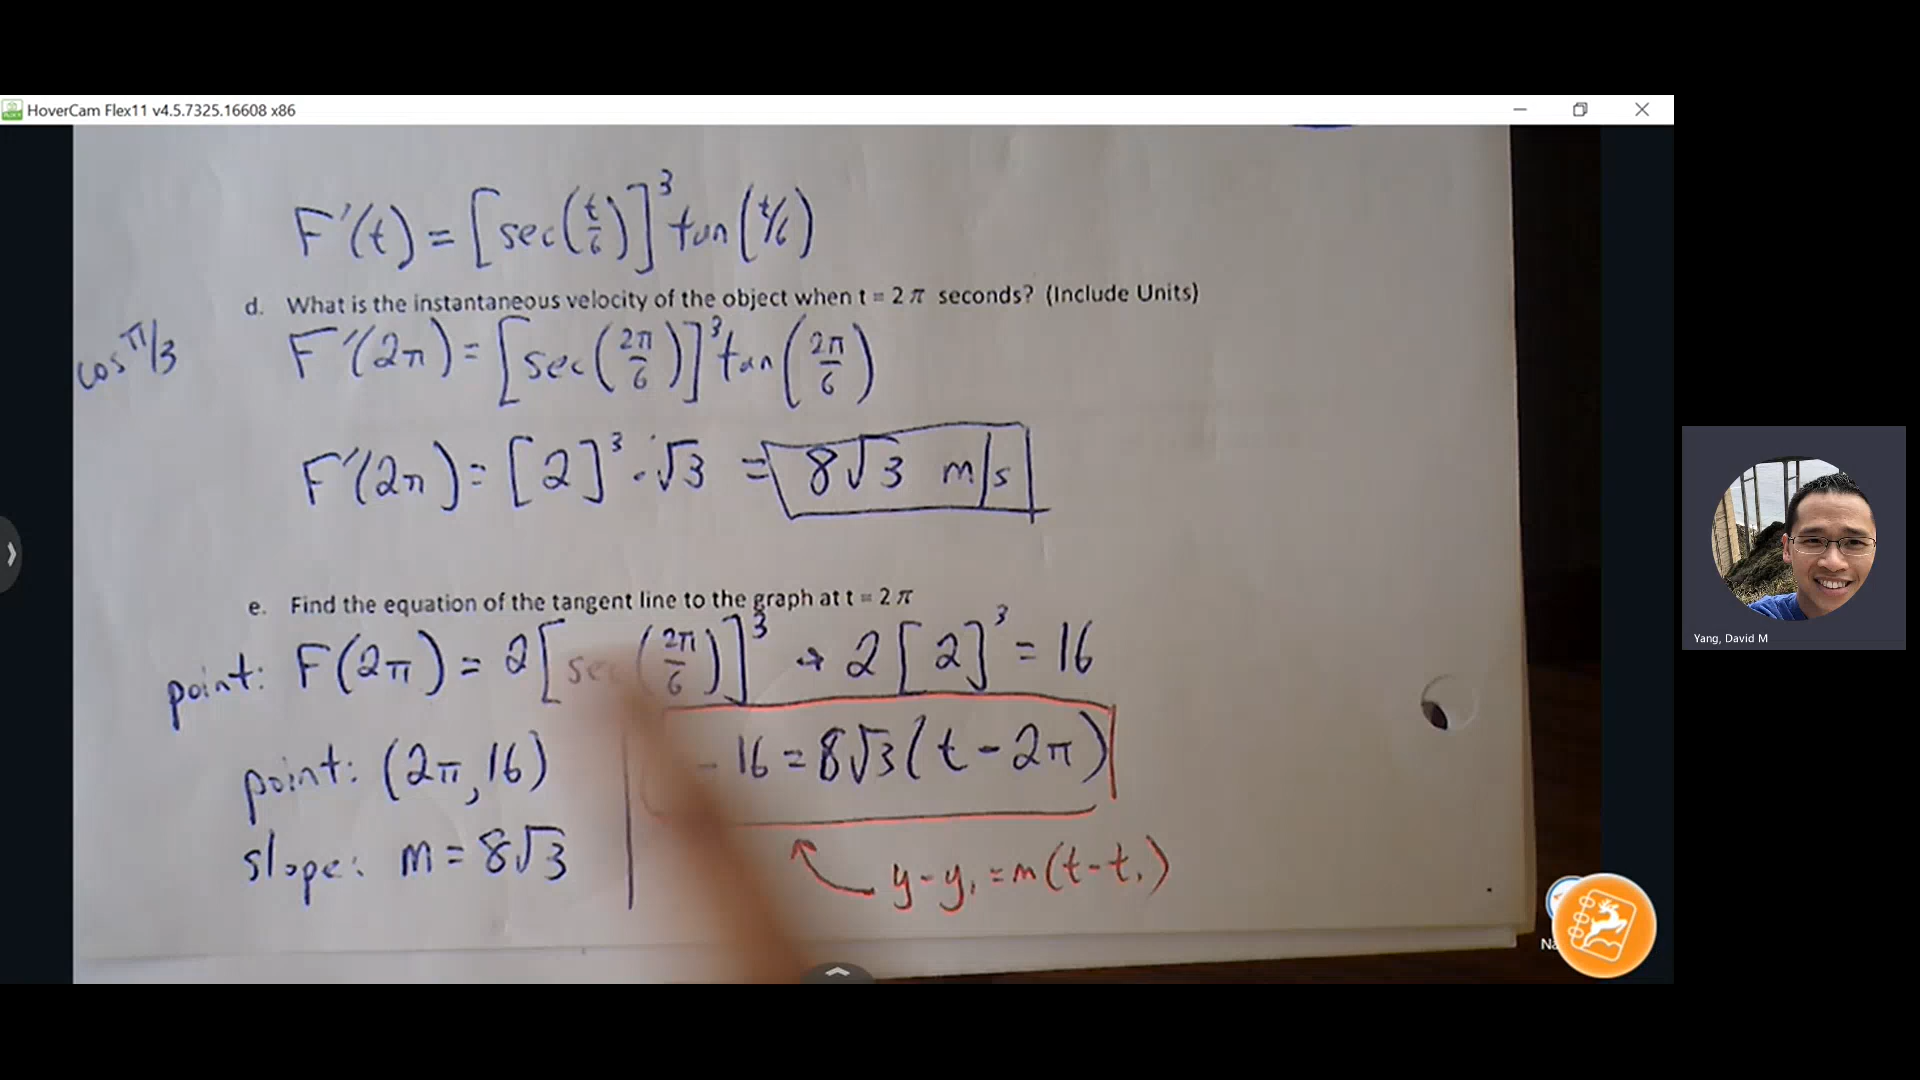 HoverCam Flex11 v4.5.7325.16608 x86
F'(t) = [sec(t/6)]³ tan(t/6)
d. What is the instantaneous velocity of the object when t = 2 π seconds? (Include Units)
cos π/3
F'(2π) = [sec(2π/6)]³ tan(2π/6)
F'(2π) = [2]³ · √3 = 8√3 m/s
e. Find the equation of the tangent line to the graph at t = 2 π
point: F(2π) = 2[sec(2π/6)]³ → 2[2]³ = 16
- 16 = 8√3(t - 2π)
point: (2π, 16)
slope: m = 8√3
y - y₁ = m(t - t₁)
Yang, David M